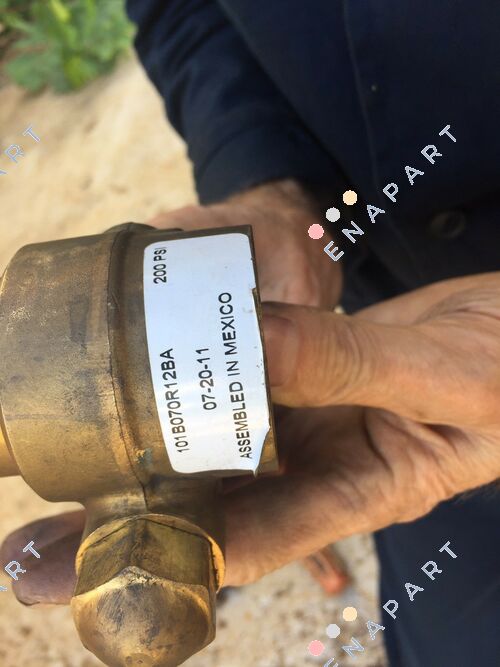 101B070R12BA 200 PSI
07-20-11
ASSEMBLED IN MEXICO
ENAPART
ENAPART